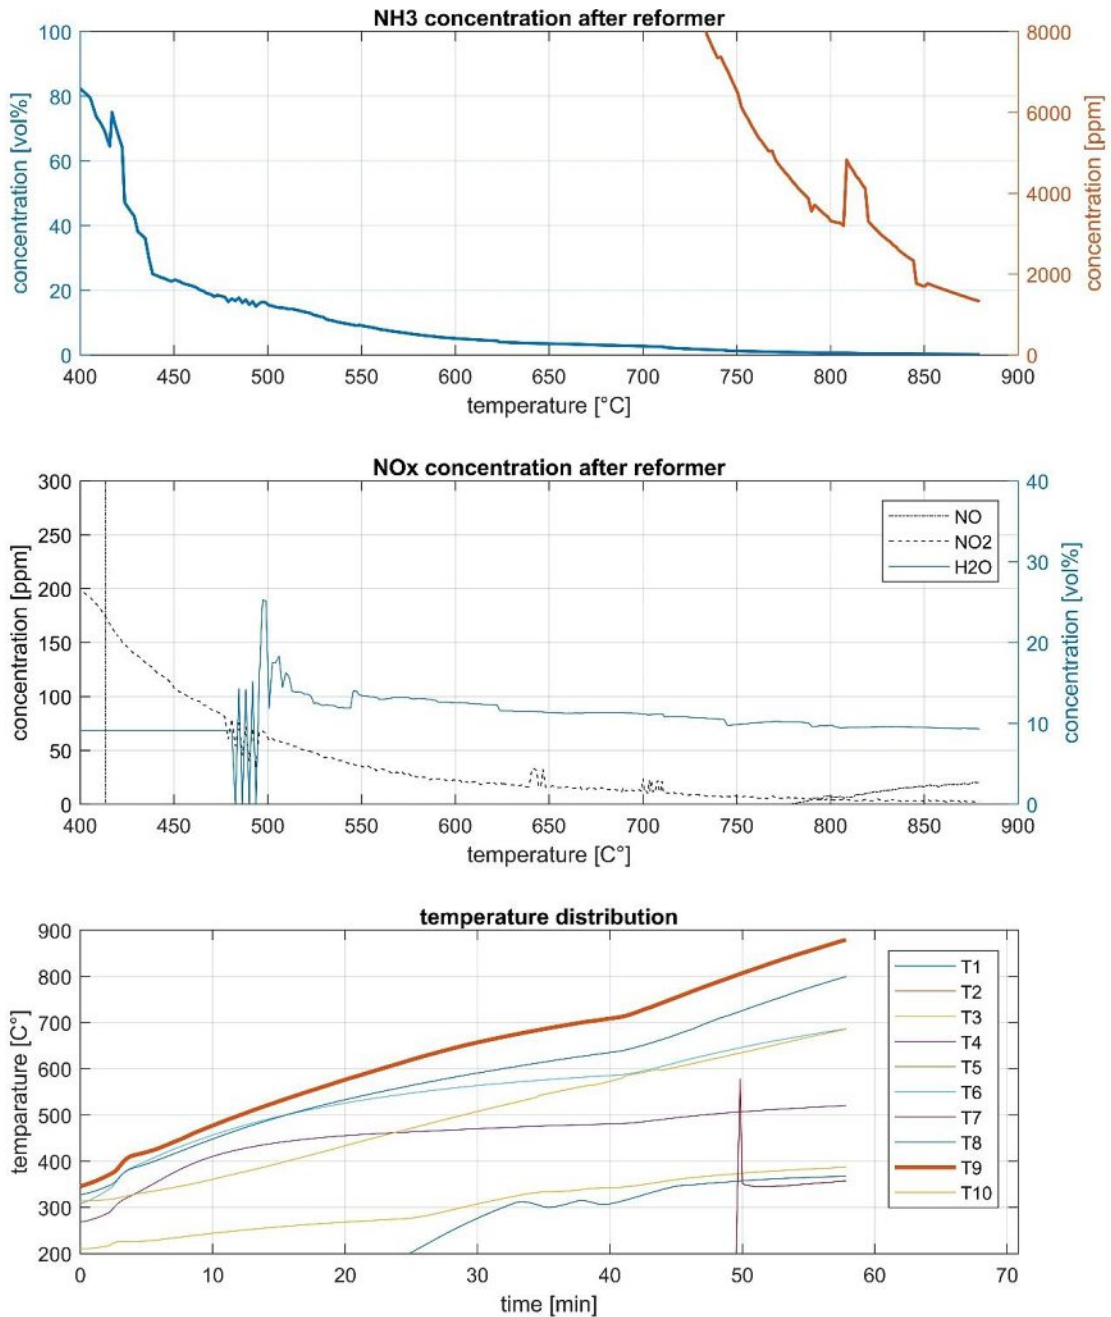 NH3 concentration after reformer
100
80
60
40
20
0
concentration [vol%]
8000
6000
4000
2000
0
concentration [ppm]
400 450 500 550 600 650 700 750 800 850 900
temperature [°C]
NOx concentration after reformer
300
250
200
150
100
50
0
concentration [ppm]
NO
NO2
H2O
40
30
20
10
0
concentration [vol%]
400 450 500 550 600 650 700 750 800 850 900
temperature [C°]
temperature distribution
900
800
700
600
500
400
300
200
temparature [C°]
T1
T2
T3
T4
T5
T6
T7
T8
T9
T10
0 10 20 30 40 50 60 70
time [min]